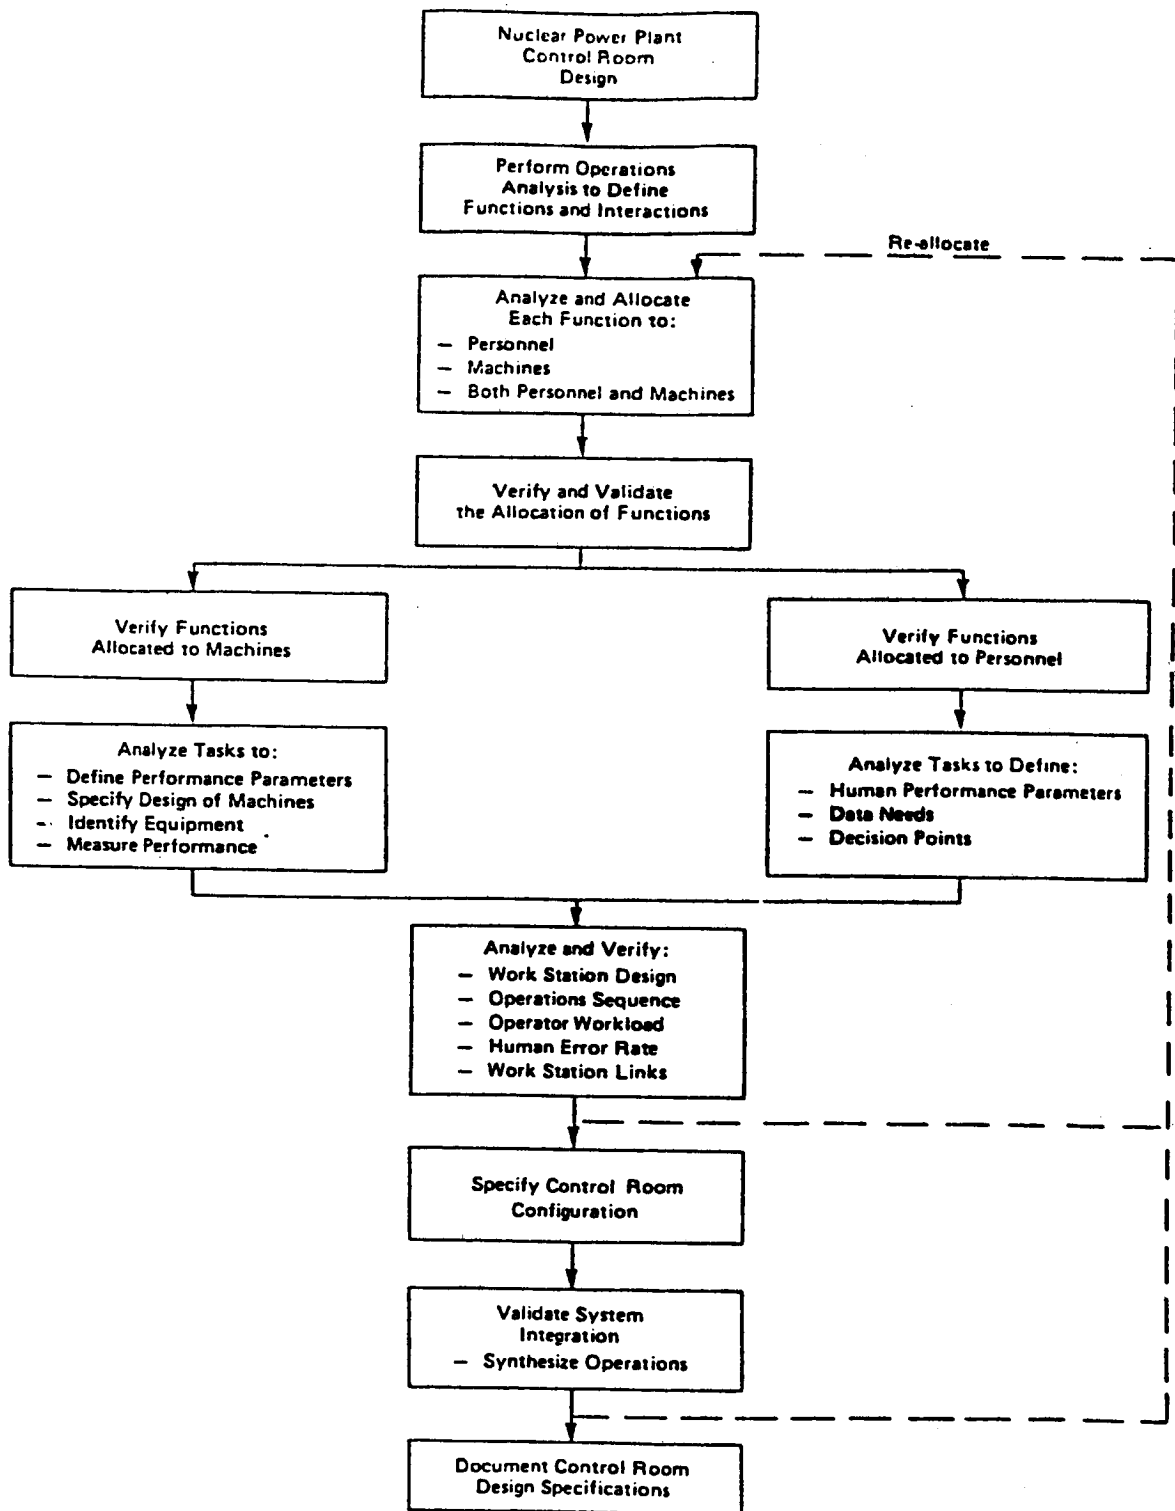 Nuclear Power Plant
Control Room
Design
Perform Operations
Analysis to Define
Functions and Interactions
Re-allocate
Analyze and Allocate
Each Function to:
– Personnel
– Machines
– Both Personnel and Machines
Verify and Validate
the Allocation of Functions
Verify Functions
Allocated to Machines
Verify Functions
Allocated to Personnel
Analyze Tasks to:
– Define Performance Parameters
– Specify Design of Machines
– Identify Equipment
– Measure Performance
Analyze Tasks to Define:
– Human Performance Parameters
– Data Needs
– Decision Points
Analyze and Verify:
– Work Station Design
– Operations Sequence
– Operator Workload
– Human Error Rate
– Work Station Links
Specify Control Room
Configuration
Validate System
Integration
– Synthesize Operations
Document Control Room
Design Specifications